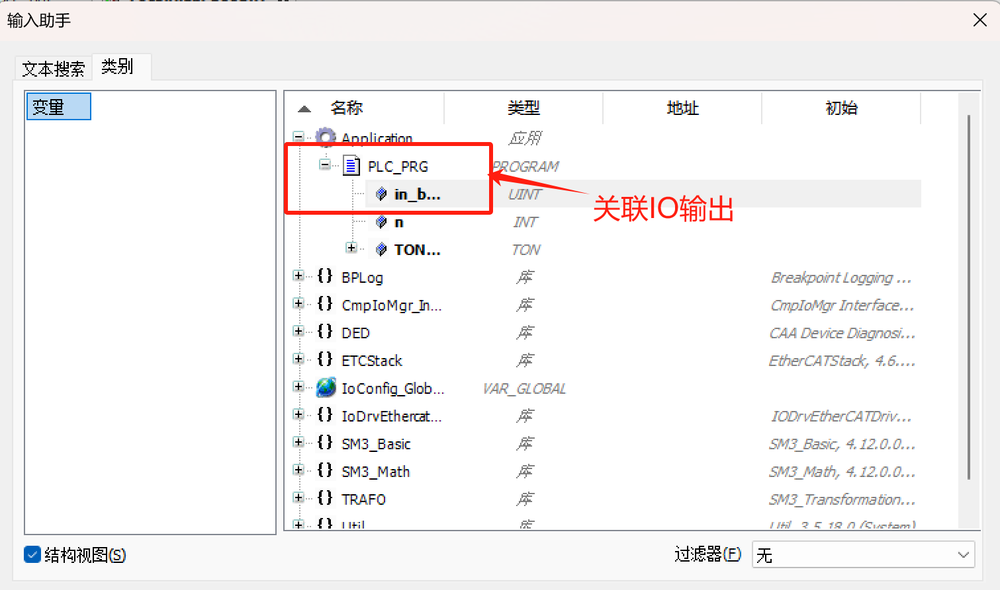 输入助手
文本搜索 类别
变量
名称 类型 地址 初始
Application 应用
PLC_PRG PROGRAM
in_b... UINT
关联IO输出
n INT
TON... TON
BPLog 库 Breakpoint Logging ...
CmpIoMgr_In... 库 CmpIoMgr Interface...
DED 库 CAA Device Diagnosi...
ETCStack 库 EtherCATStack, 4.6....
IoConfig_Glob... VAR_GLOBAL
IoDrvEthercat... 库 IODrvEtherCATDriv...
SM3_Basic 库 SM3_Basic, 4.12.0.0...
SM3_Math 库 SM3_Math, 4.12.0.0...
TRAFO 库 SM3_Transformation...
Util 库 Util, 3.5.18.0 (System)
结构视图(S) 过滤器(F) 无